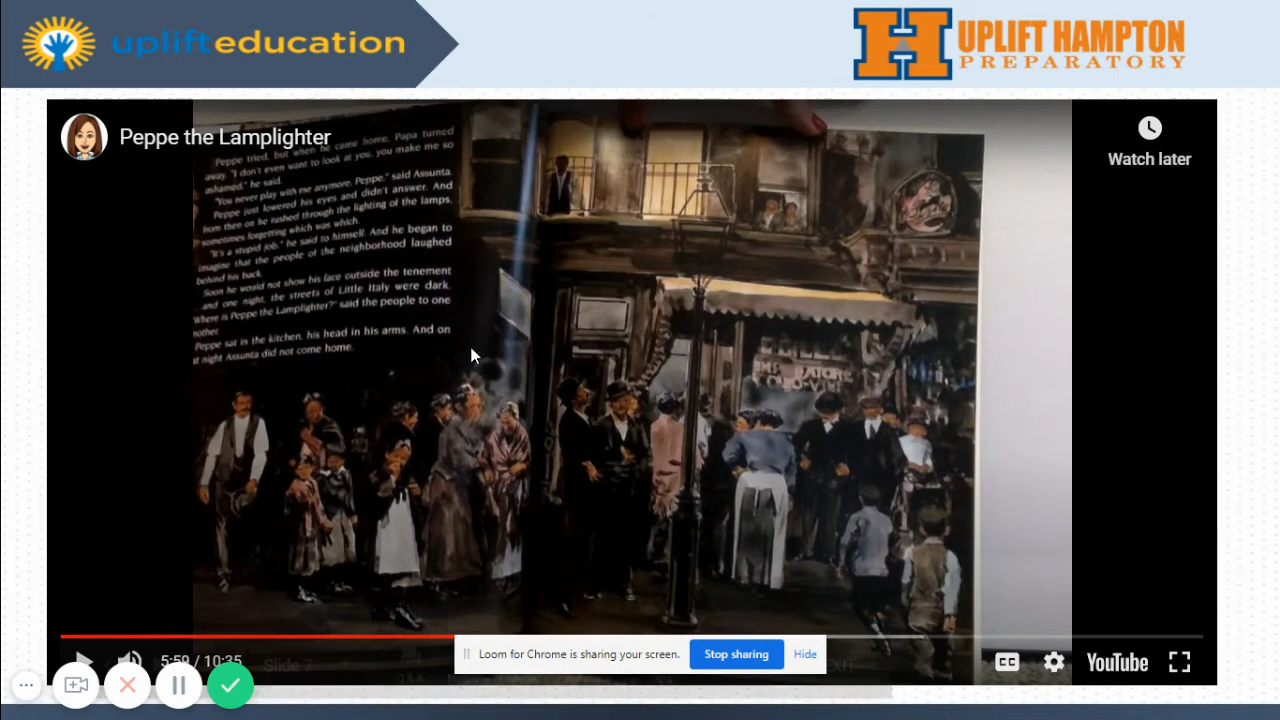 uplifteducation
UPLIFT HAMPTON
PREPARATORY
H
Peppe the Lamplighter
Watch later
Peppe tried, but when he came home, Papa turned
away. "I don't even want to look at you, you make me so
ashamed," he said.
"You never play with me anymore, Peppe," said Assunta.
Peppe just lowered his eyes and didn't answer. And
from then on he rushed through the lighting of the lamps,
sometimes forgetting which was which.
"It's a stupid job," he said to himself. And he began to
imagine that the people of the neighborhood laughed
behind his back.
Soon he would not show his face outside the tenement
and one night, the streets of Little Italy were dark.
Where is Peppe the Lamplighter?" said the people to one
nother.
Peppe sat in the kitchen, his head in his arms. And on
t night Assunta did not come home.
5:59 / 10:35
Slide 7
Loom for Chrome is sharing your screen.
Stop sharing
Hide
CC
YouTube